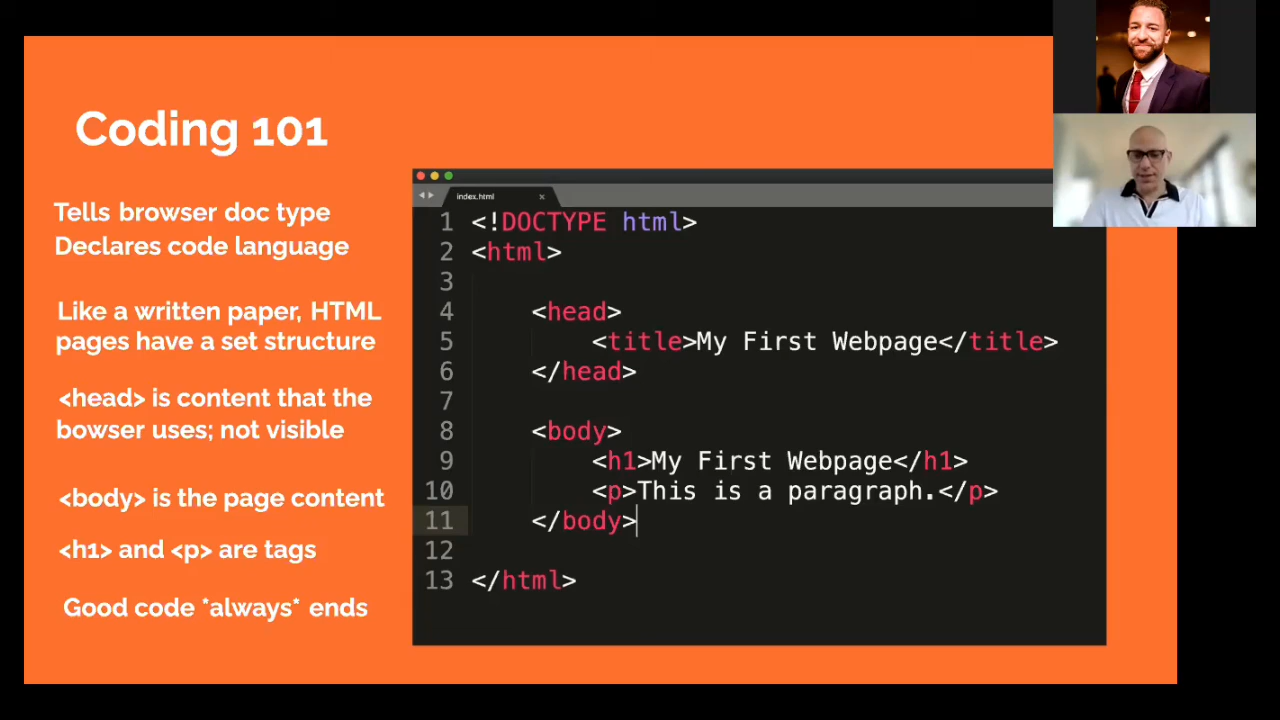 Coding 101
Tells browser doc type
Declares code language
Like a written paper, HTML
pages have a set structure
<head> is content that the
bowser uses; not visible
<body> is the page content
<h1> and <p> are tags
Good code *always* ends
index.html
1 <!DOCTYPE html>
2 <html>
3
4 <head>
5 <title>My First Webpage</title>
6 </head>
7
8 <body>
9 <h1>My First Webpage</h1>
10 <p>This is a paragraph.</p>
11 </body>
12
13 </html>